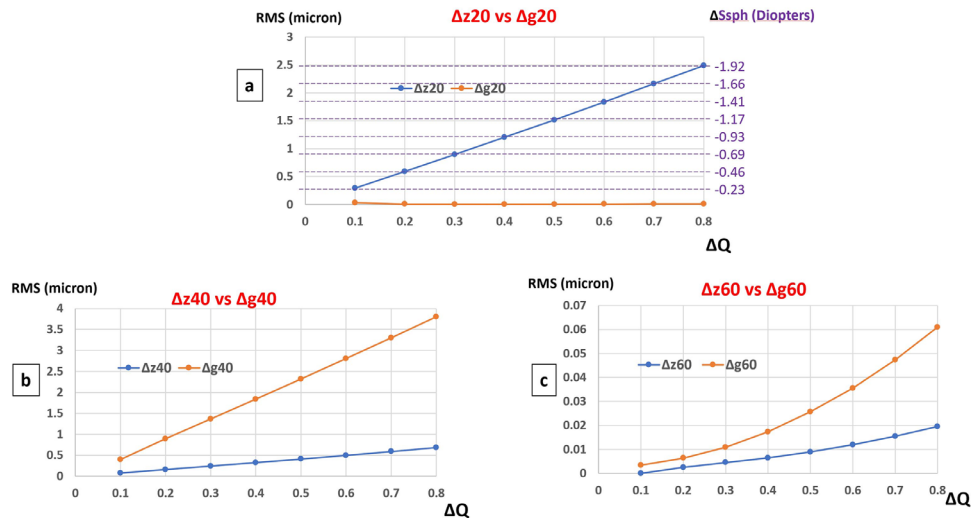 RMS (micron)
Δz20 vs Δg20
ΔSsph (Diopters)
3
2.5
2
1.5
1
0.5
0
a
Δz20
Δg20
-1.92
-1.66
-1.41
-1.17
-0.93
-0.69
-0.46
-0.23
0 0.1 0.2 0.3 0.4 0.5 0.6 0.7 0.8
ΔQ
RMS (micron)
Δz40 vs Δg40
4
3.5
3
2.5
2
1.5
1
0.5
0
b
Δz40
Δg40
0 0.1 0.2 0.3 0.4 0.5 0.6 0.7 0.8
ΔQ
RMS (micron)
Δz60 vs Δg60
0.07
0.06
0.05
0.04
0.03
0.02
0.01
0
c
Δz60
Δg60
0 0.1 0.2 0.3 0.4 0.5 0.6 0.7 0.8
ΔQ